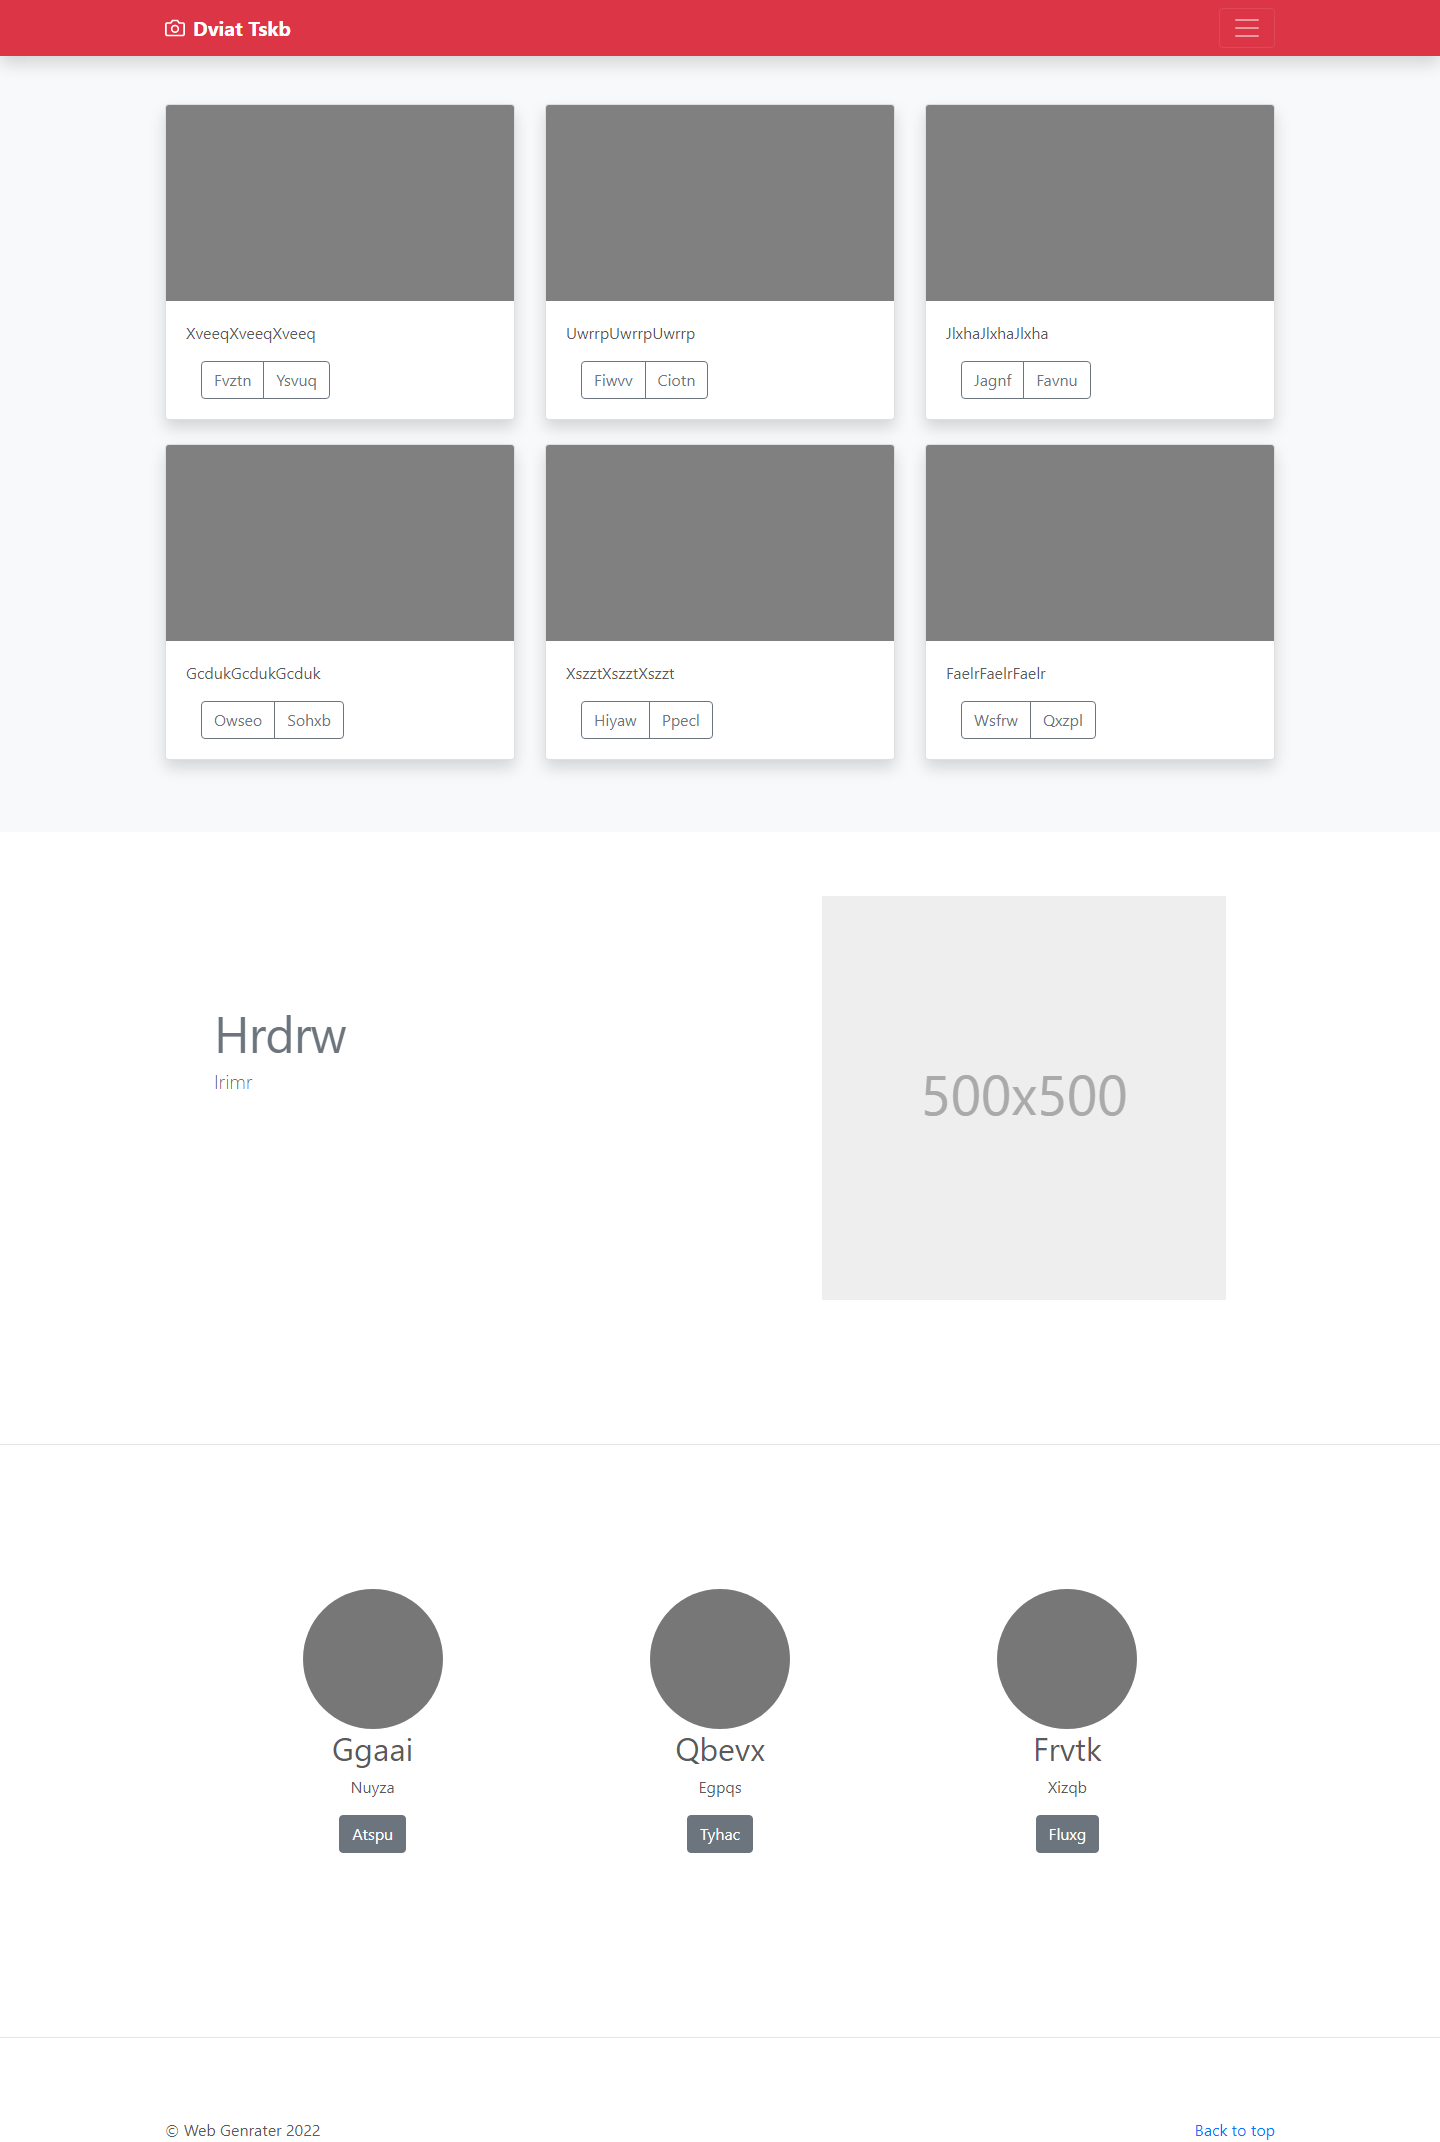 Dviat Tskb
XveeqXveeqXveeq
Fvztn Ysvuq
UwrrpUwrrpUwrrp
Fiwvv Ciotn
JlxhaJlxhaJlxha
Jagnf Favnu
GcdukGcdukGcduk
Owseo Sohxb
XszztXszztXszzt
Hiyaw Ppecl
FaelrFaelrFaelr
Wsfrw Qxzpl
Hrdrw
500x500
Ggaai
Nuyza
Atspu
Qbevx
Egpqs
Tyhac
Frvtk
Xizqb
Fluxg
© Web Genrater 2022
Back to top